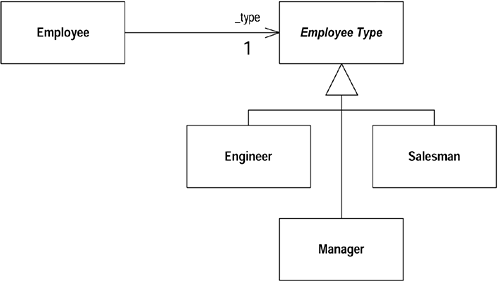 _type
Employee
Employee Type
1
Engineer
Salesman
Manager